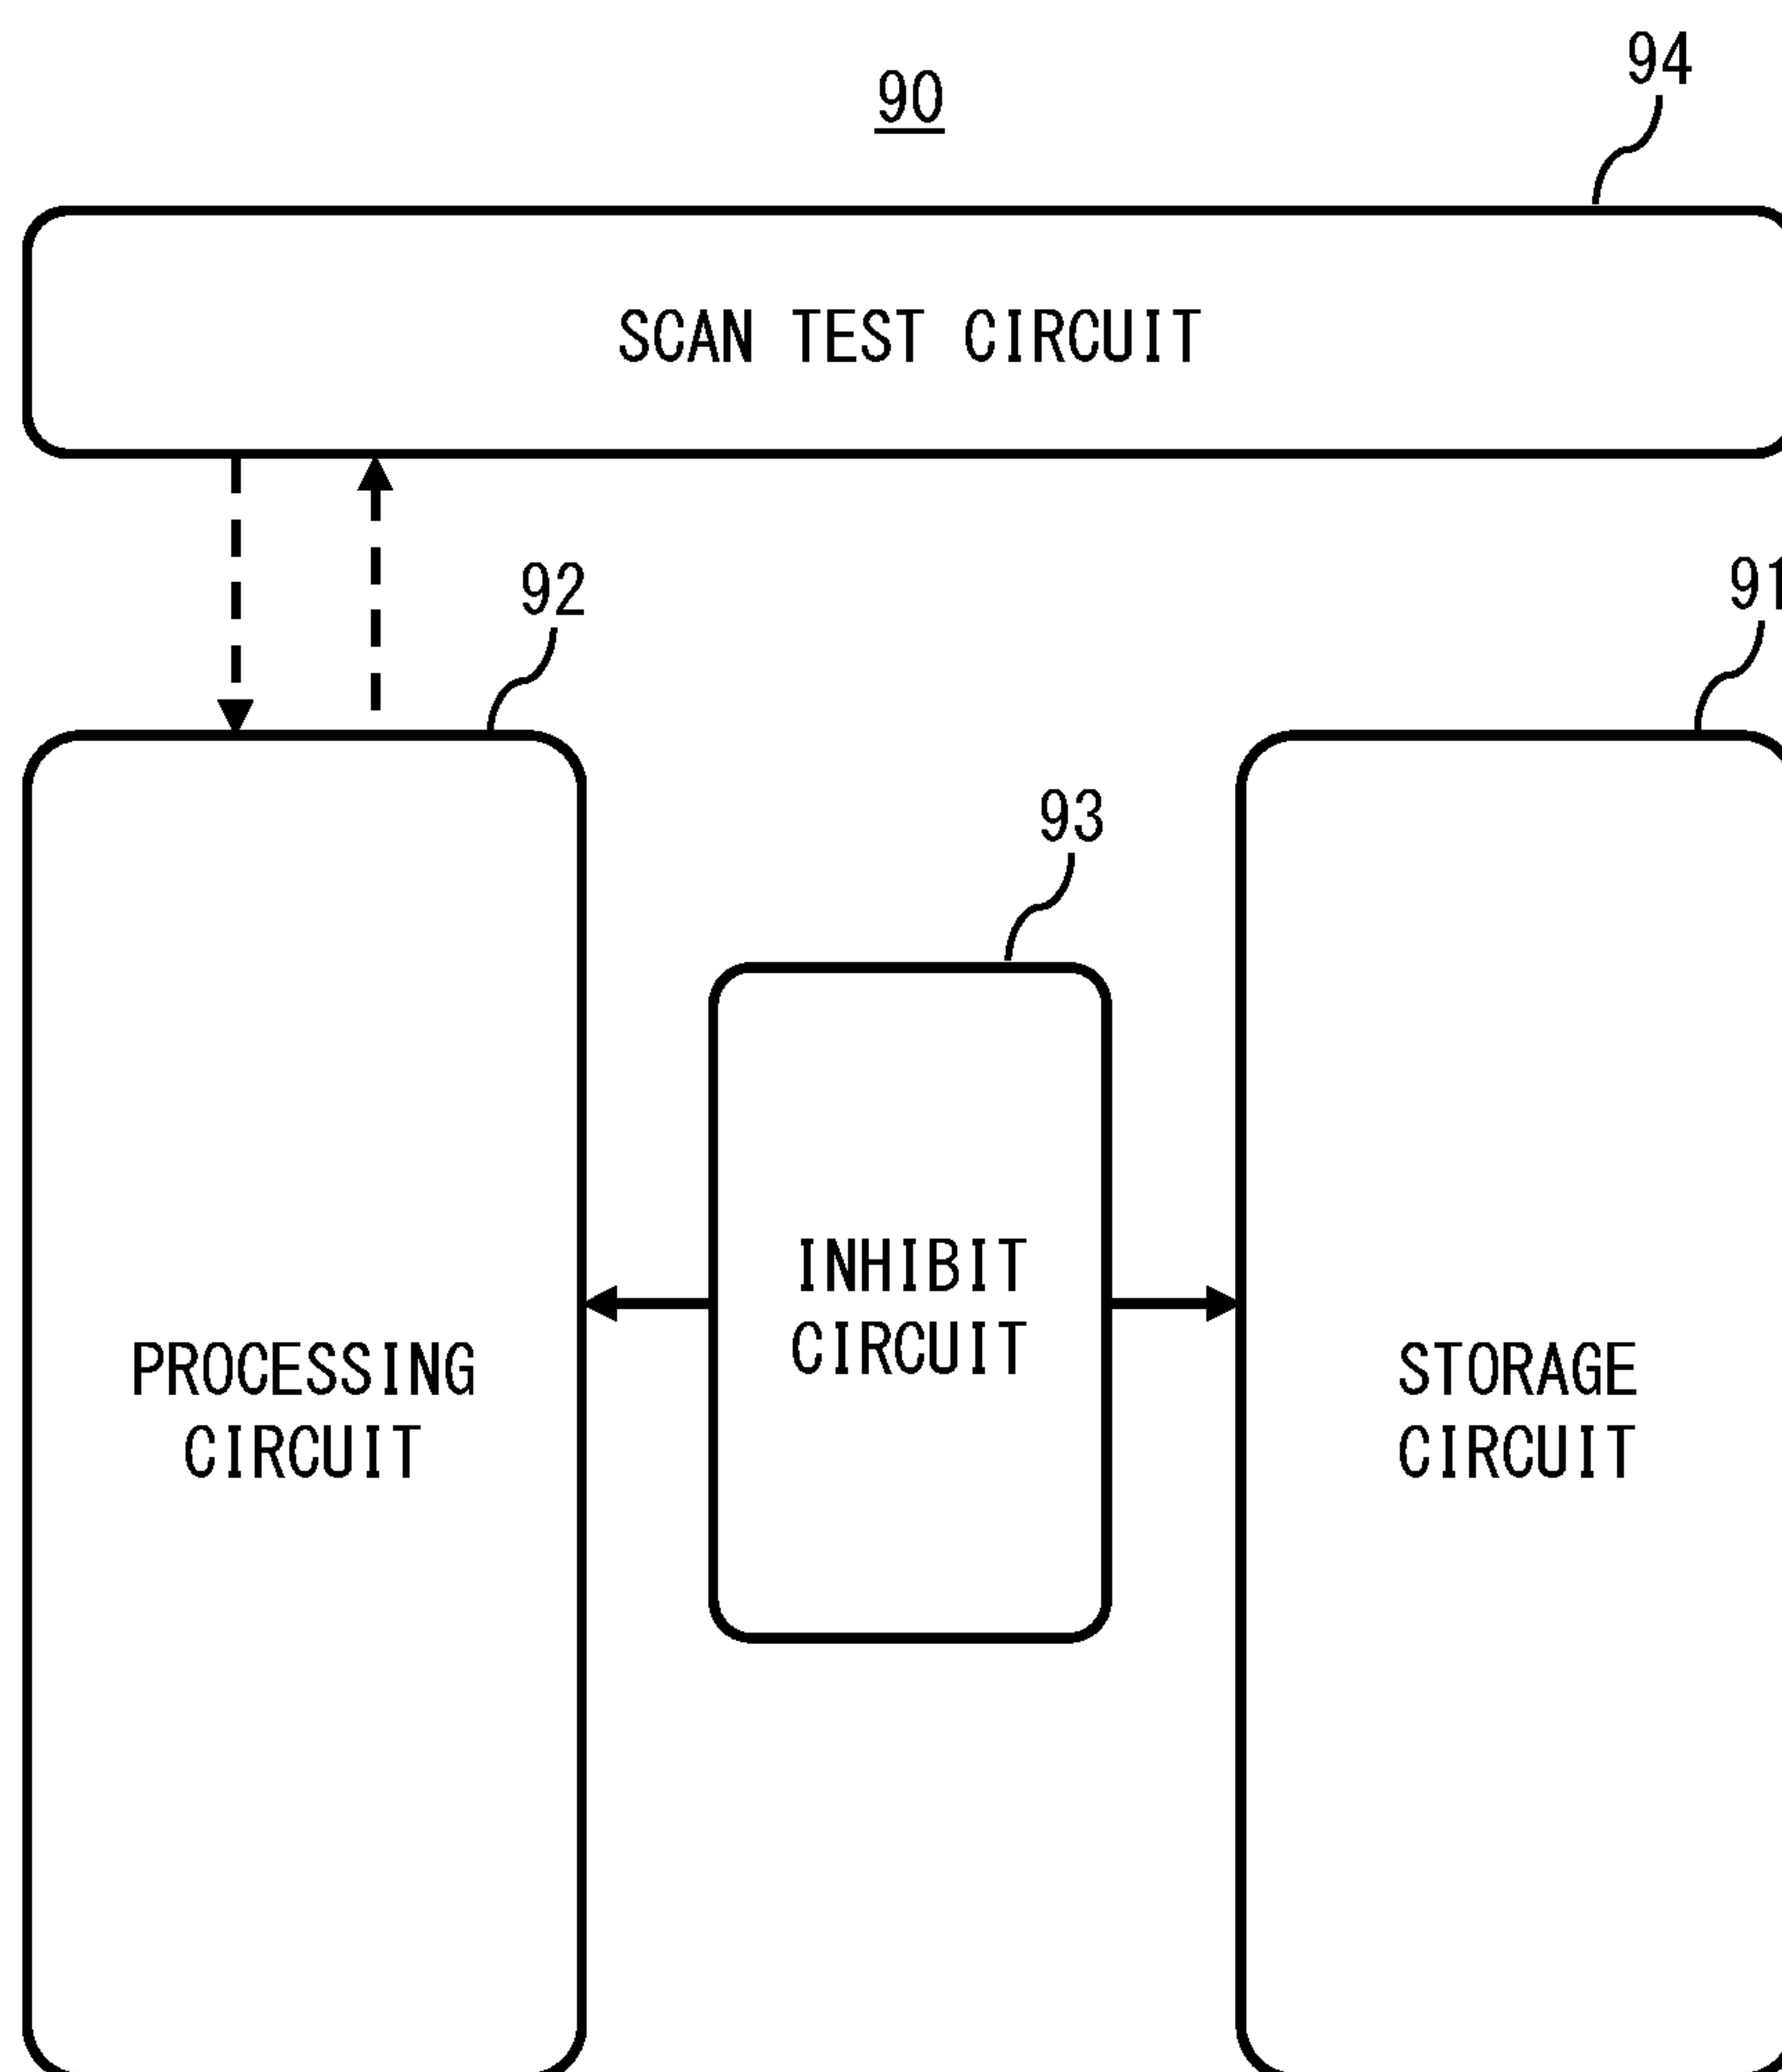 90
94
SCAN TEST CIRCUIT
92
91
93
INHIBIT
CIRCUIT
PROCESSING
CIRCUIT
STORAGE
CIRCUIT